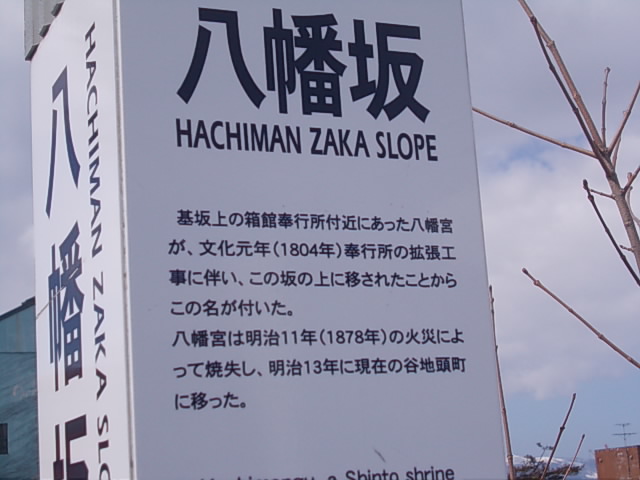 八幡坂
HACHIMAN ZAKA SLOPE
基坂上の箱館奉行所付近にあった八幡宮
が、文化元年(1804年)奉行所の拡張工
事に伴い、この坂の上に移されたことから
この名が付いた。
八幡宮は明治11年(1878年)の火災によ
って焼失し、明治13年に現在の谷地頭町
に移った。
a Shinto shrine
八幡坂
HACHIMAN ZAKA SLO